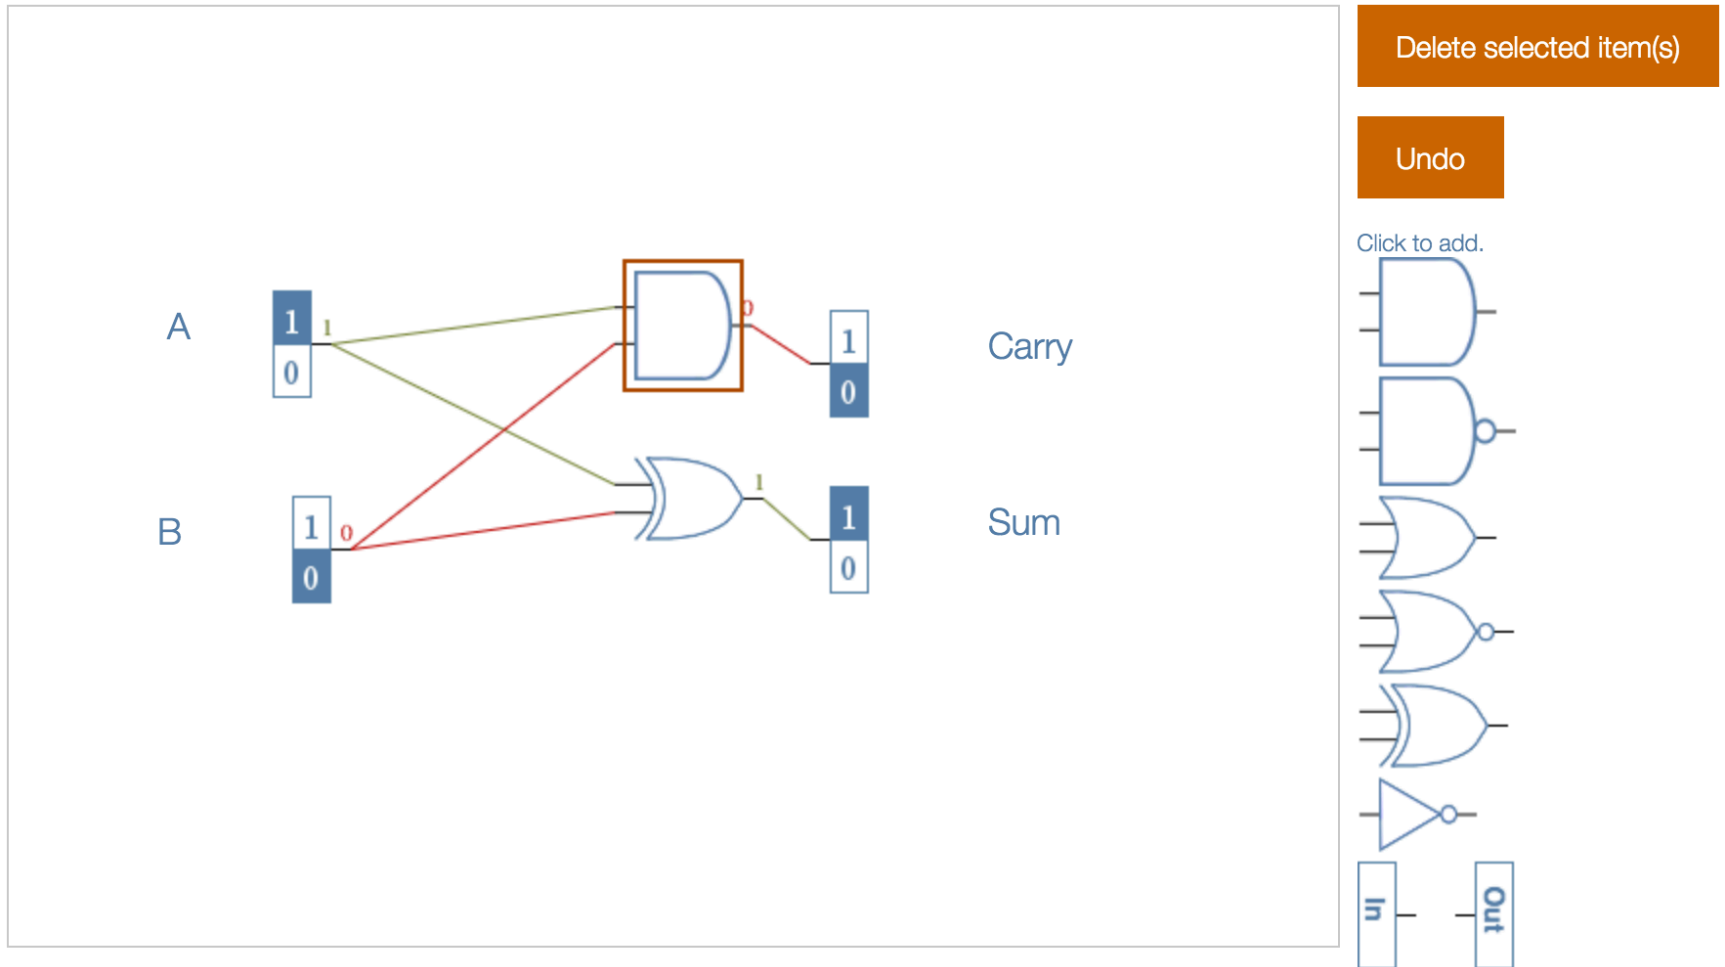 Delete selected item(s)
Undo
Click to add.
A
1
0
1
0
1
0
Carry
B
1
0
0
1
1
0
Sum
In
Out